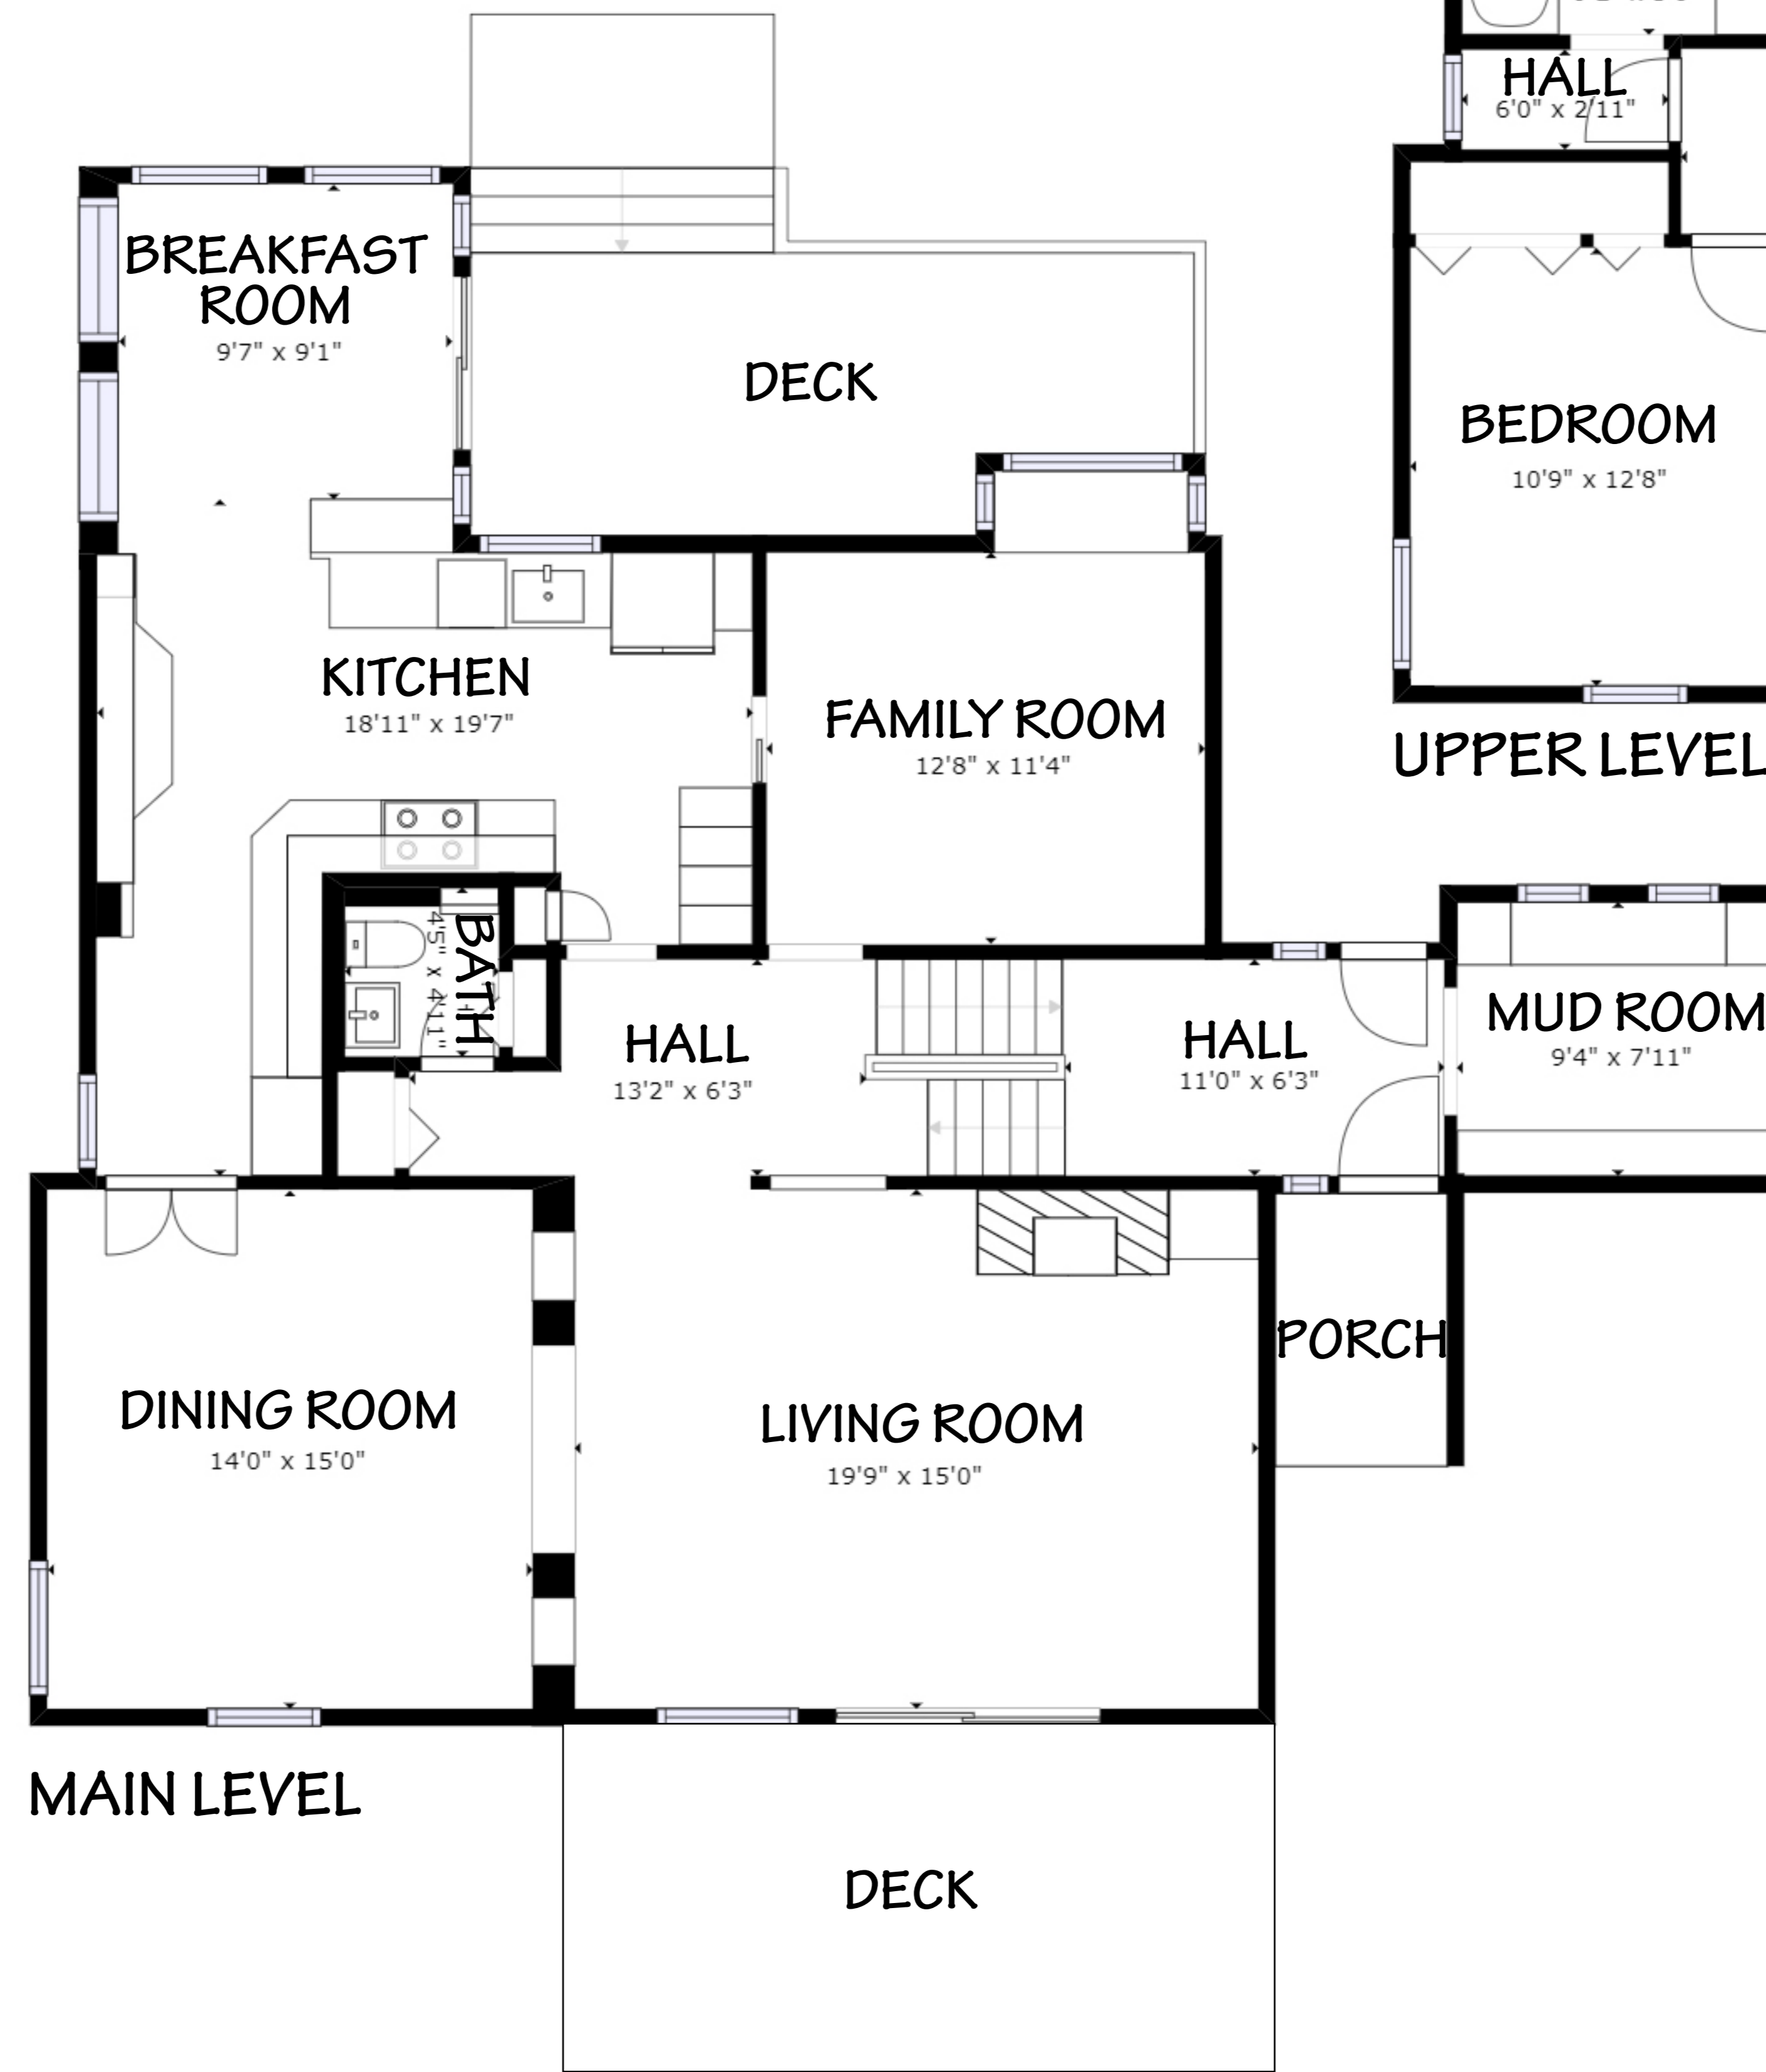 HALL
6'0" x 2'11"
BREAKFAST
ROOM
9'7" x 9'1"
DECK
BEDROOM
10'9" x 12'8"
KITCHEN
18'11" x 19'7"
FAMILY ROOM
12'8" x 11'4"
UPPER LEVEL
BATH
4'5" x 4'11"
HALL
13'2" x 6'3"
HALL
11'0" x 6'3"
MUD ROOM
9'4" x 7'11"
PORCH
DINING ROOM
14'0" x 15'0"
LIVING ROOM
19'9" x 15'0"
MAIN LEVEL
DECK